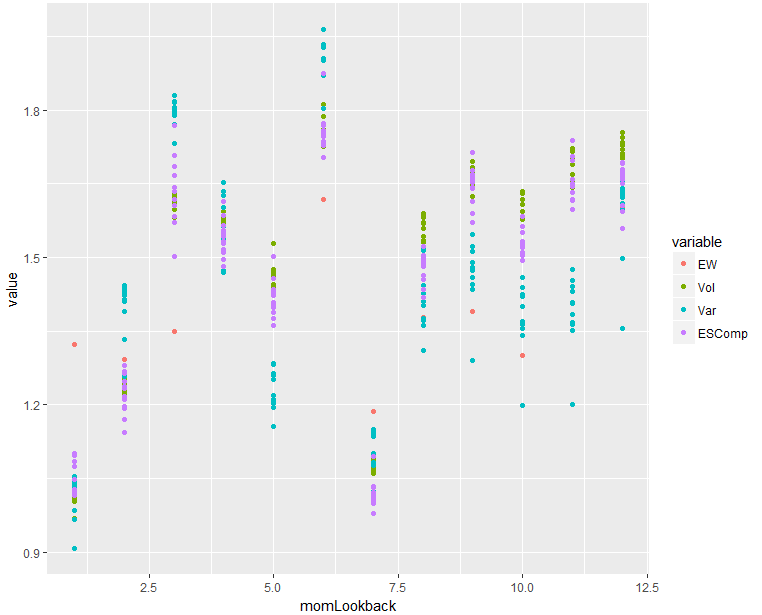 1.8
1.5
1.2
0.9
value
2.5
5.0
7.5
10.0
12.5
momLookback
variable
EW
Vol
Var
ESComp